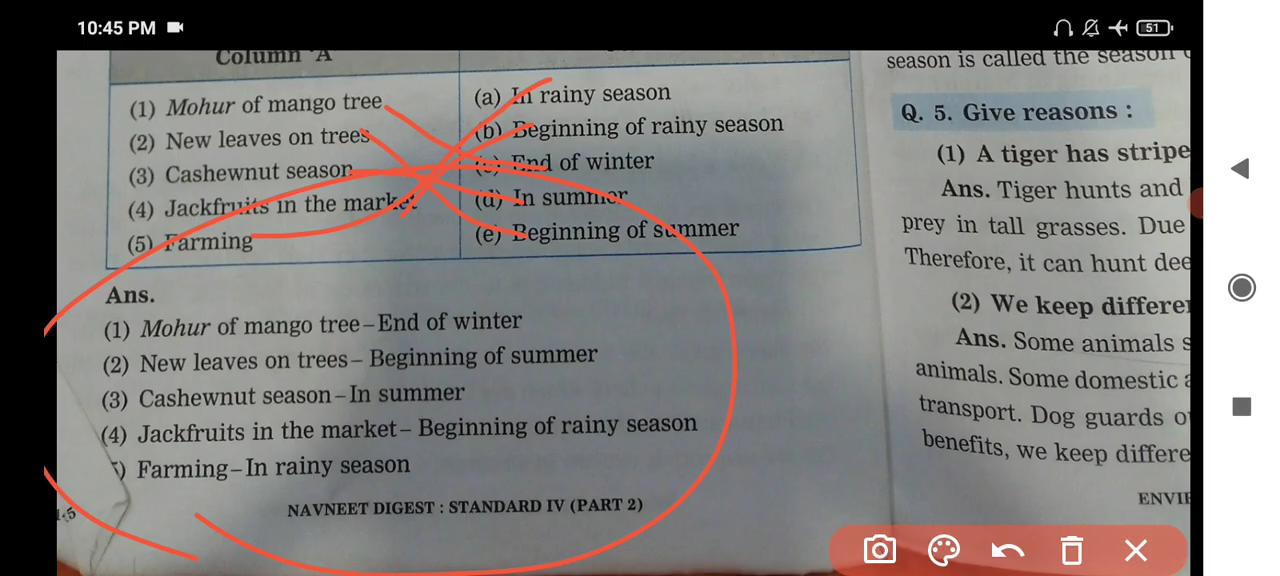 10:45 PM
51
Column 'A
(1) Mohur of mango tree
(a) In rainy season
(2) New leaves on trees
(b) Beginning of rainy season
(3) Cashewnut season
(c) End of winter
(4) Jackfruits in the market
(d) In summer
(5) Farming
(e) Beginning of summer
Ans.
(1) Mohur of mango tree–End of winter
(2) New leaves on trees– Beginning of summer
(3) Cashewnut season–In summer
(4) Jackfruits in the market– Beginning of rainy season
) Farming–In rainy season
NAVNEET DIGEST : STANDARD IV (PART 2)
season is called the season
Q. 5. Give reasons :
(1) A tiger has stripe
Ans. Tiger hunts and
prey in tall grasses. Due
Therefore, it can hunt dee
(2) We keep differe
Ans. Some animals s
animals. Some domestic a
transport. Dog guards o
benefits, we keep differe
ENVI